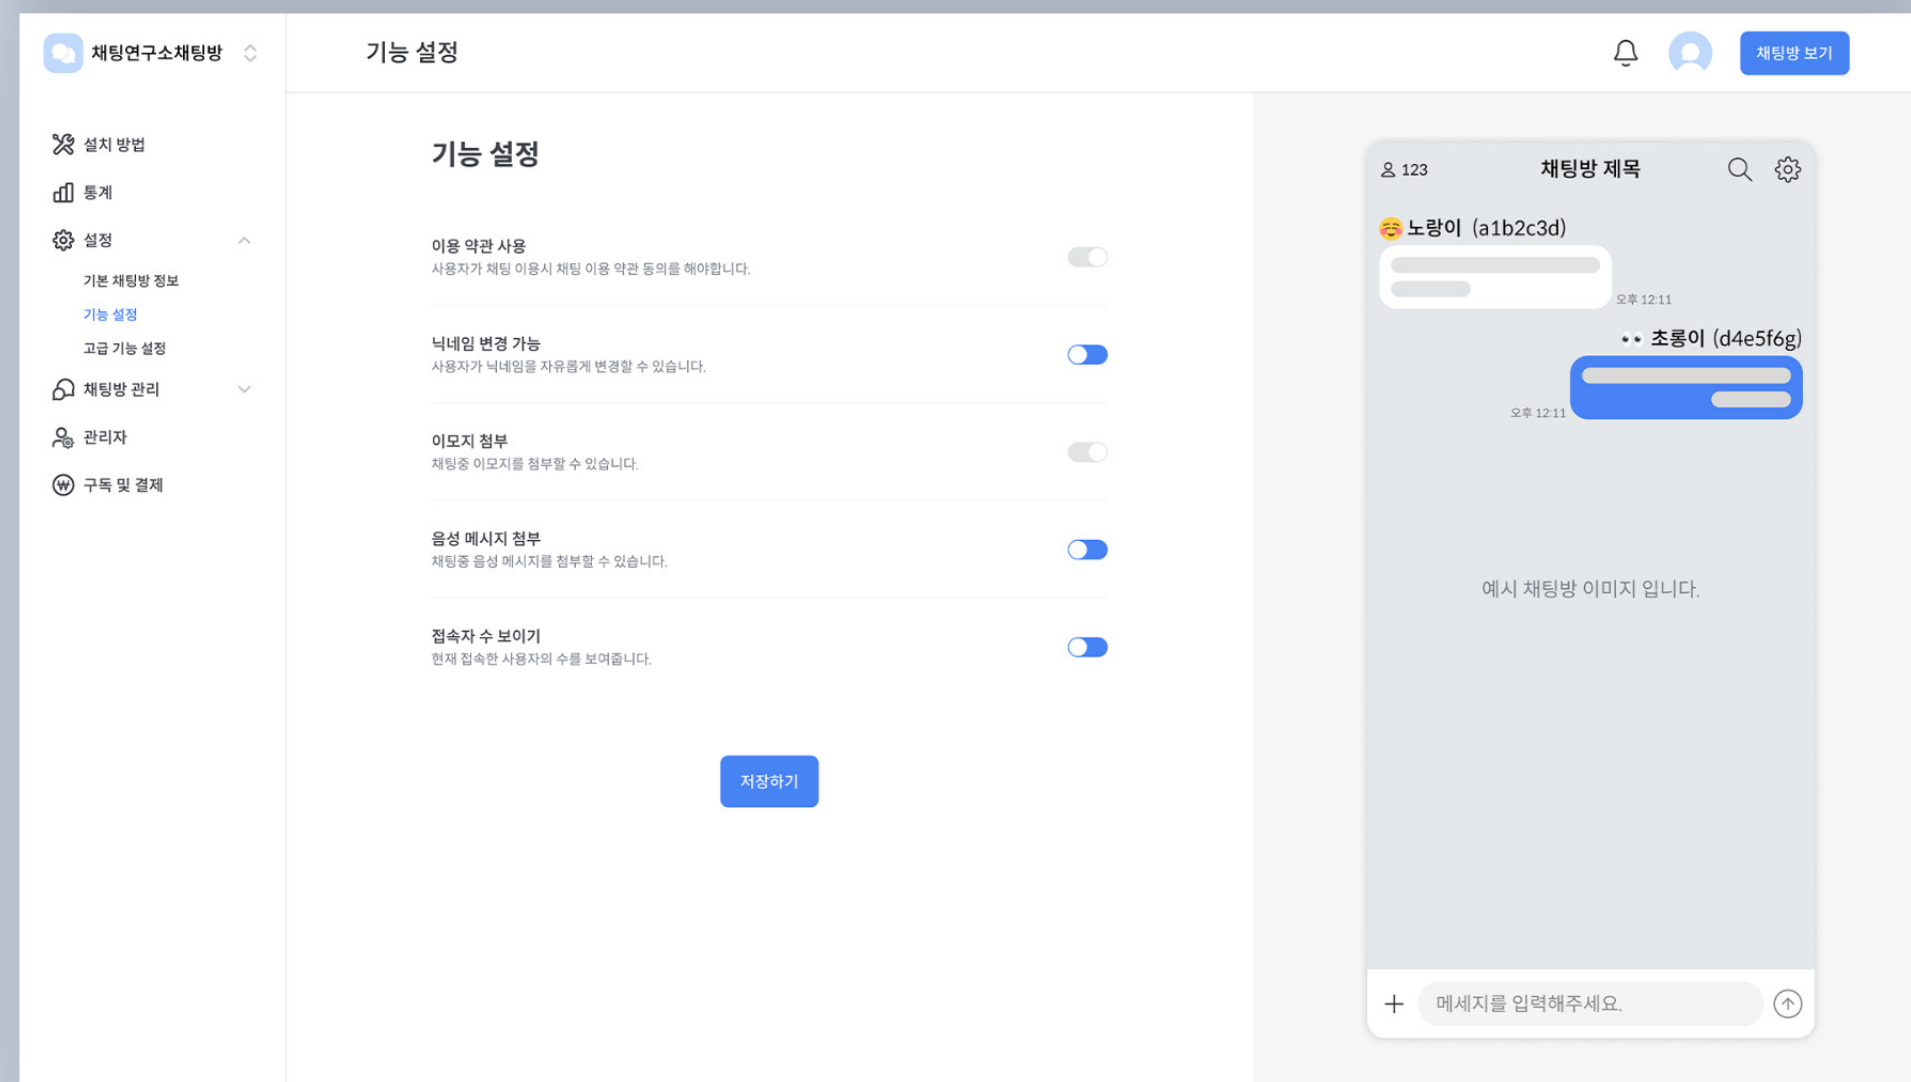 채팅연구소채팅방
기능 설정
채팅방 보기
설치 방법
통계
설정
기본 채팅방 정보
기능 설정
고급 기능 설정
채팅방 관리
관리자
구독 및 결제
기능 설정
이용 약관 사용
사용자가 채팅 이용시 채팅 이용 약관 동의를 해야합니다.
닉네임 변경 가능
사용자가 닉네임을 자유롭게 변경할 수 있습니다.
이모지 첨부
채팅중 이모지를 첨부할 수 있습니다.
음성 메시지 첨부
채팅중 음성 메시지를 첨부할 수 있습니다.
접속자 수 보이기
현재 접속한 사용자의 수를 보여줍니다.
저장하기
123 채팅방 제목
노랑이 (a1b2c3d)
오후 12:11
초롱이 (d4e5f6g)
오후 12:11
예시 채팅방 이미지 입니다.
메세지를 입력해주세요.